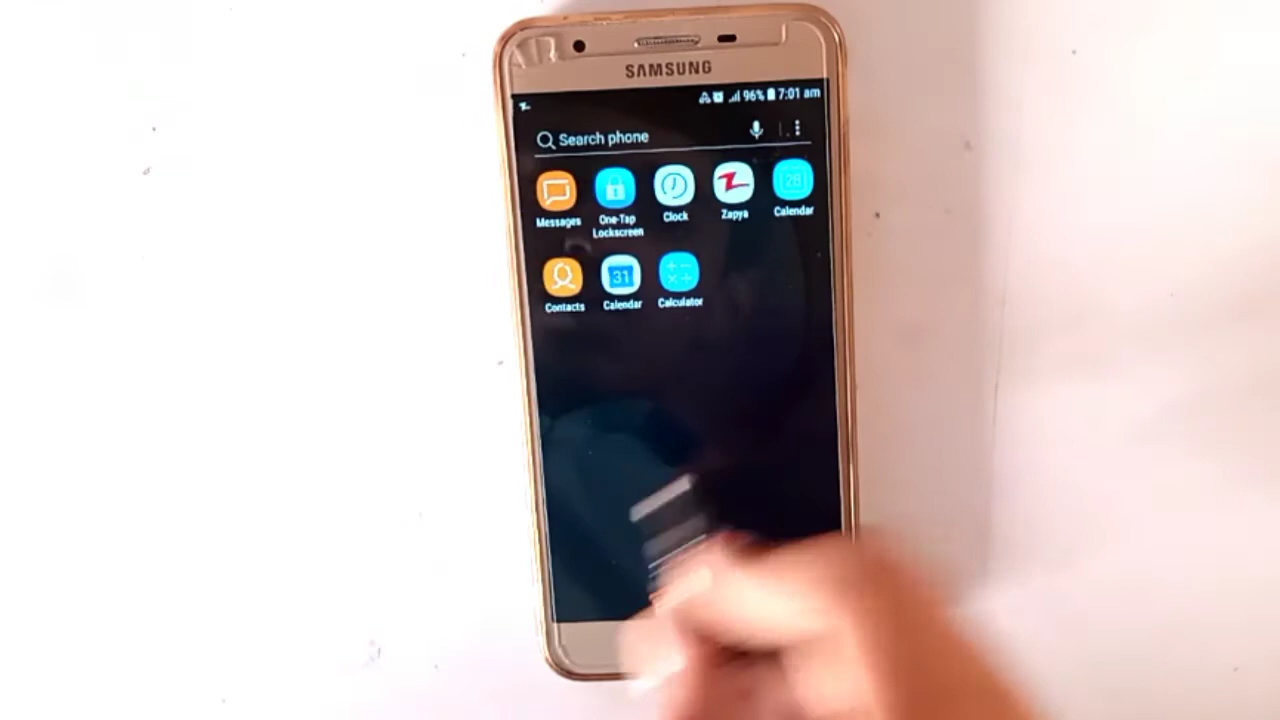 SAMSUNG
96% 7:01 am
Search phone
Messages
One-Tap
Lockscreen
Clock
Zapya
28
Calendar
Contacts
31
Calendar
Calculator